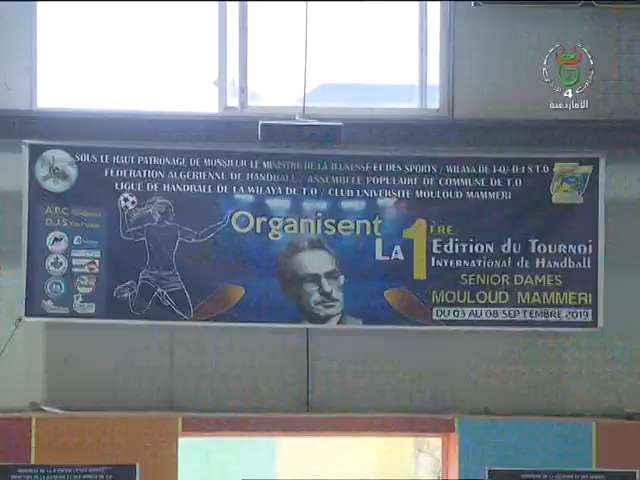 4
الأمازيغية
SOUS LE HAUT PATRONAGE DE MONSIEUR LE MINISTRE DE LA JEUNESSE ET DES SPORTS / WILAYA DE T-O/ D J S T.O
FEDERATION ALGERIENNE DE HANDBALL / ASSEMBLEE POPULAIRE DE COMMUNE DE T.O
LIGUE DE HANDBALL DE LA WILAYA DE T.O / CLUB UNIVERSITE MOULOUD MAMMERI
A.P.C
D.J.S
Organisent
La 1ÈRE
Edition du Tournoi
International de Handball
SENIOR DAMES
MOULOUD MAMMERI
DU 03 AU 08 SEPTEMBRE 2019